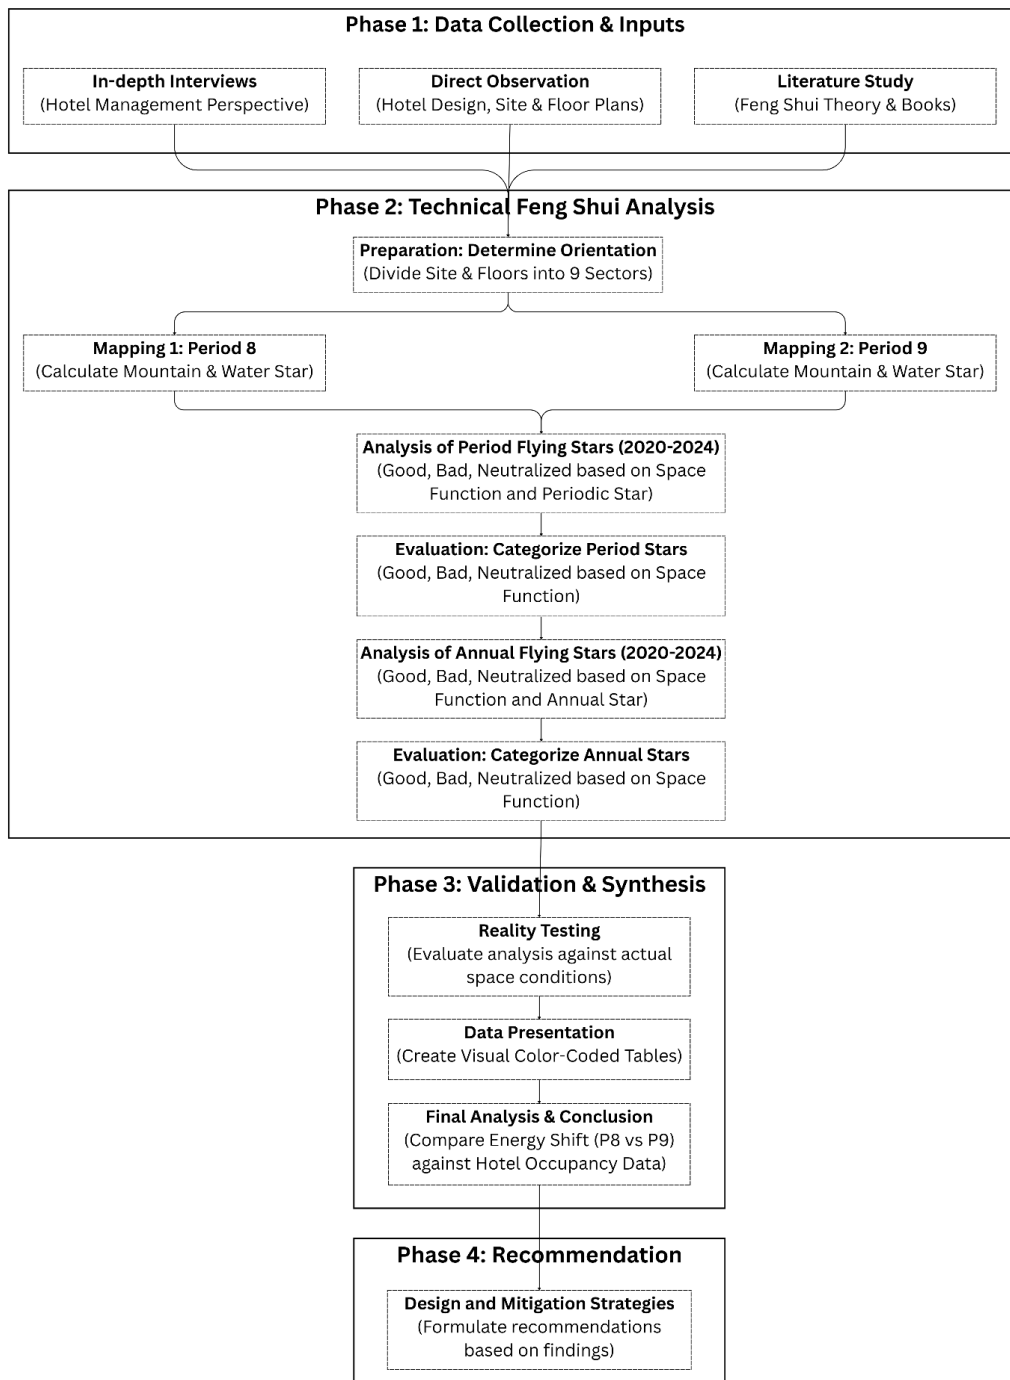 Phase 1: Data Collection & Inputs
In-depth Interviews
(Hotel Management Perspective)
Direct Observation
(Hotel Design, Site & Floor Plans)
Literature Study
(Feng Shui Theory & Books)
Phase 2: Technical Feng Shui Analysis
Preparation: Determine Orientation
(Divide Site & Floors into 9 Sectors)
Mapping 1: Period 8
(Calculate Mountain & Water Star)
Mapping 2: Period 9
(Calculate Mountain & Water Star)
Analysis of Period Flying Stars (2020-2024)
(Good, Bad, Neutralized based on Space
Function and Periodic Star)
Evaluation: Categorize Period Stars
(Good, Bad, Neutralized based on Space
Function)
Analysis of Annual Flying Stars (2020-2024)
(Good, Bad, Neutralized based on Space
Function and Annual Star)
Evaluation: Categorize Annual Stars
(Good, Bad, Neutralized based on Space
Function)
Phase 3: Validation & Synthesis
Reality Testing
(Evaluate analysis against actual
space conditions)
Data Presentation
(Create Visual Color-Coded Tables)
Final Analysis & Conclusion
(Compare Energy Shift (P8 vs P9)
against Hotel Occupancy Data)
Phase 4: Recommendation
Design and Mitigation Strategies
(Formulate recommendations
based on findings)